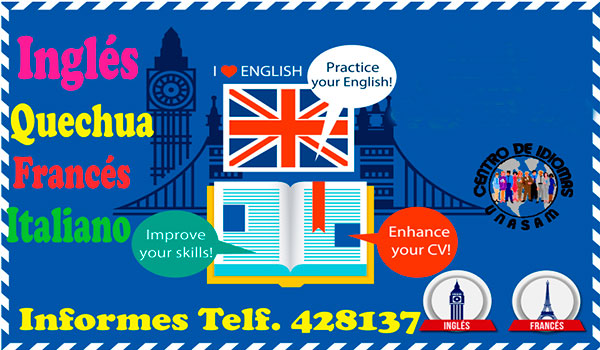 Inglés
Quechua
Francés
Italiano
I ENGLISH
Practice
your English!
Improve
your skills!
Enhance
your CV!
CENTRO DE IDIOMAS
UNASAM
Informes Telf. 428137
INGLÉS
FRANCÉS